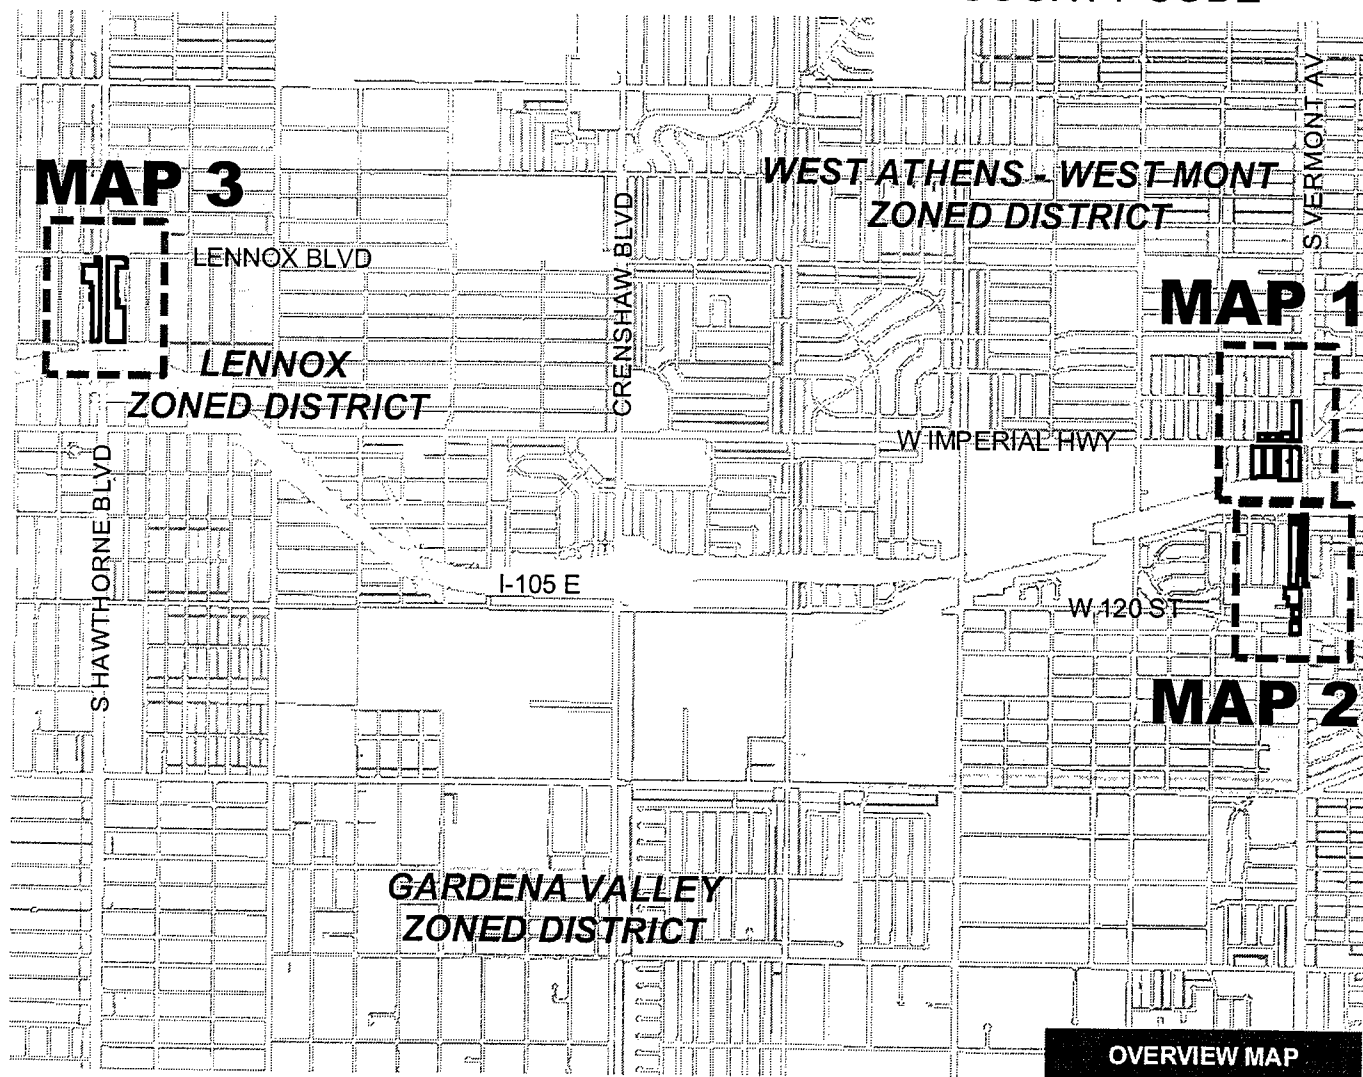 MAP 3
WEST ATHENS - WEST MONT
ZONED DISTRICT
S VERMONT AV
LENNOX BLVD
CRENSHAW BLVD
MAP 1
LENNOX
ZONED DISTRICT
W IMPERIAL HWY
S HAWTHORNE BLVD
I-105 E
W 120 ST
MAP 2
GARDENA VALLEY
ZONED DISTRICT
OVERVIEW MAP